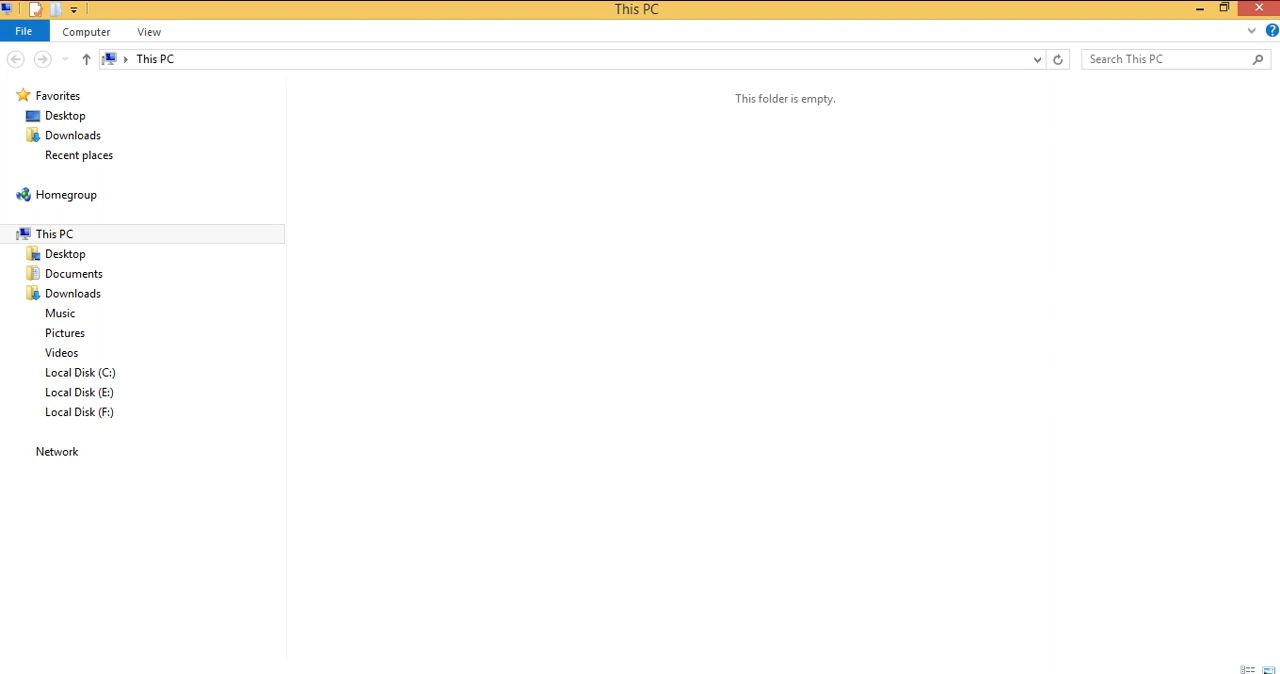 This PC
File
Computer
View
This PC
Search This PC
Favorites
Desktop
Downloads
Recent places
Homegroup
This PC
Desktop
Documents
Downloads
Music
Pictures
Videos
Local Disk (C:)
Local Disk (E:)
Local Disk (F:)
Network
This folder is empty.